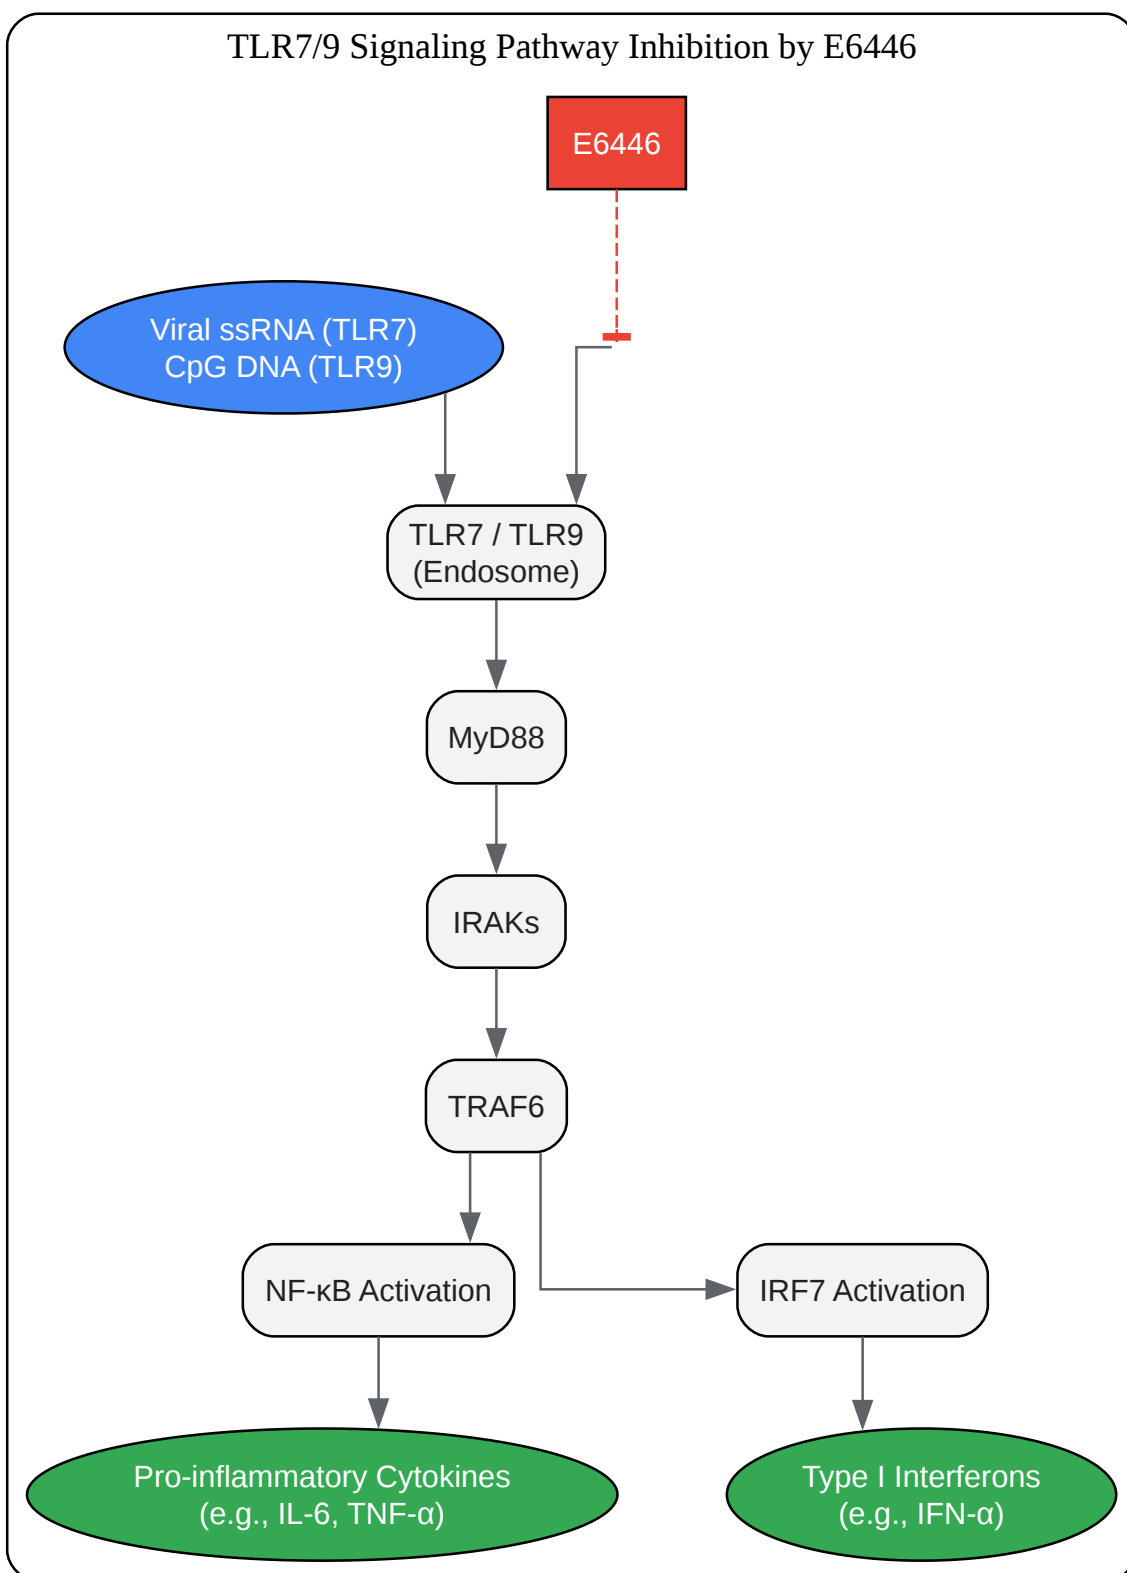 TLR7/9 Signaling Pathway Inhibition by E6446
E6446
Viral ssRNA (TLR7)
CpG DNA (TLR9)
TLR7 / TLR9
(Endosome)
MyD88
IRAKs
TRAF6
NF-κB Activation
IRF7 Activation
Pro-inflammatory Cytokines
(e.g., IL-6, TNF-α)
Type I Interferons
(e.g., IFN-α)